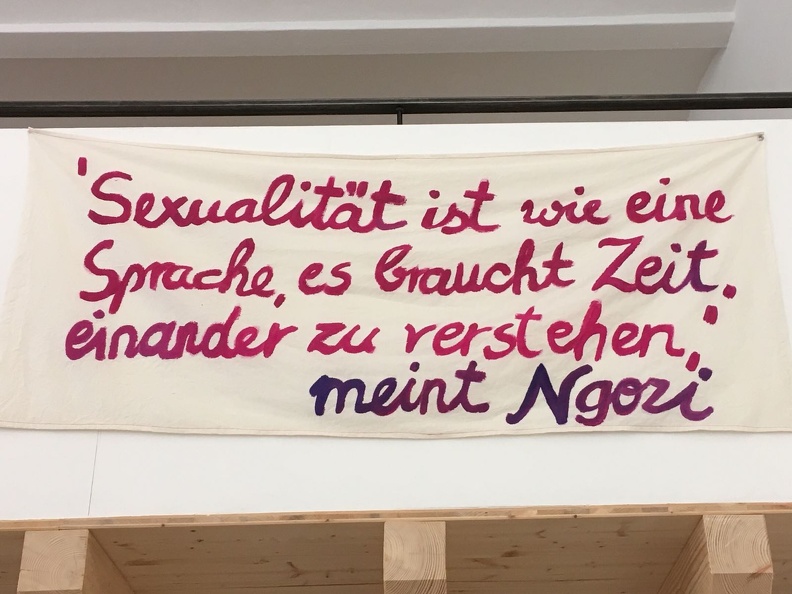 'Sexualität ist wie eine
Sprache, es braucht Zeit,
einander zu verstehen,'
meint Ngozi